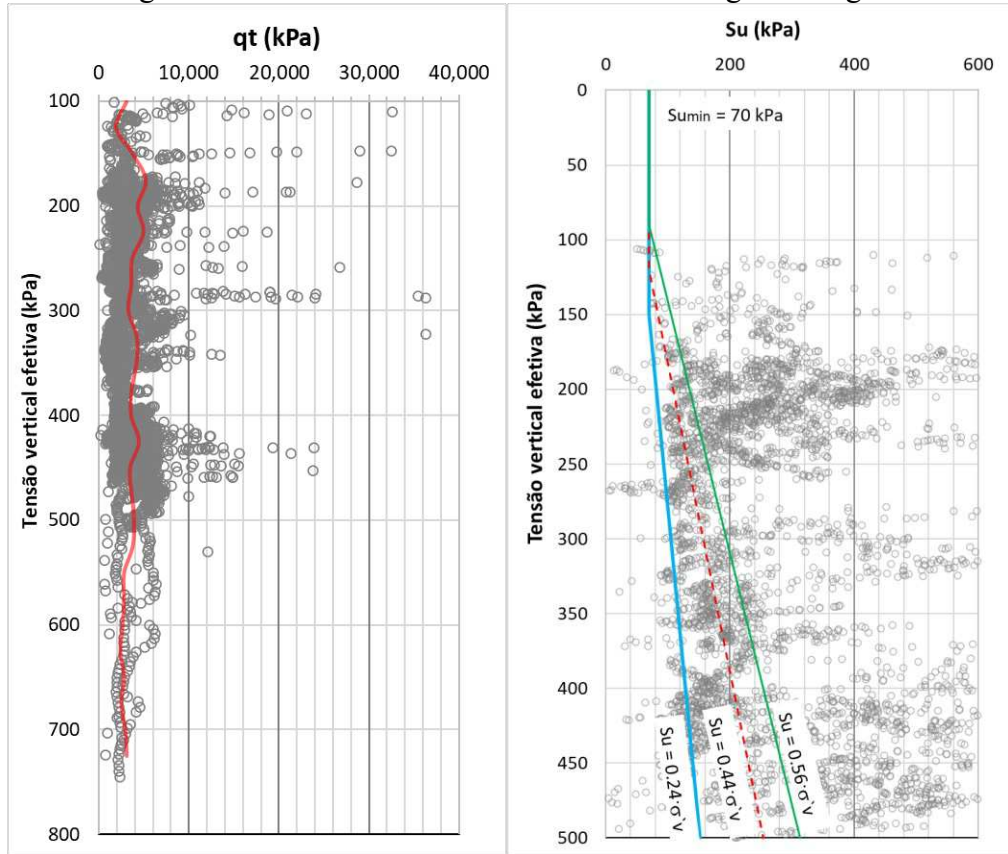 qt (kPa)
0 10,000 20,000 30,000 40,000
100
200
300
400
500
600
700
800
Tensão vertical efetiva (kPa)
Su (kPa)
0 200 400 600
0
50
100
150
200
250
300
350
400
450
500
Tensão vertical efetiva (kPa)
Sumin = 70 kPa
Su = 0.24·σ`v
Su = 0.44·σ`v
Su = 0.56·σ`v